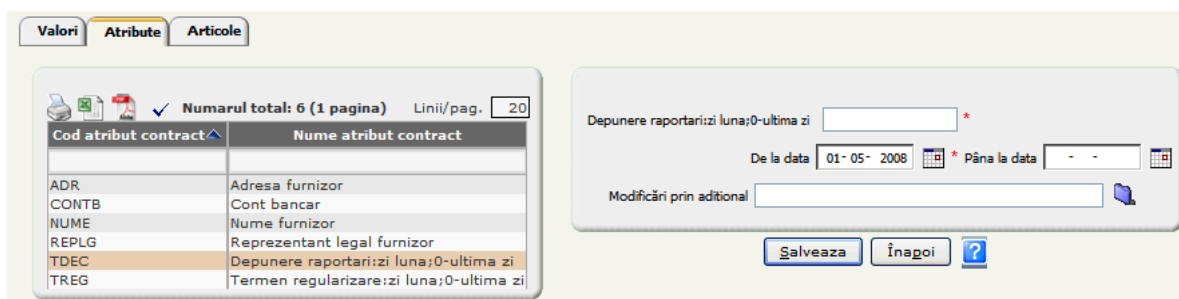 Valori Atribute Articole
Numarul total: 6 (1 pagina) Linii/pag. 20
Cod atribut contract Nume atribut contract
ADR Adresa furnizor
CONTB Cont bancar
NUME Nume furnizor
REPLG Reprezentant legal furnizor
TDEC Depunere raportari:zi luna;0-ultima zi
TREG Termen regularizare:zi luna;0-ultima zi
Depunere raportari:zi luna;0-ultima zi *
De la data 01- 05- 2008 * Pâna la data - -
Modificări prin aditional
Salveaza Înapoi ?